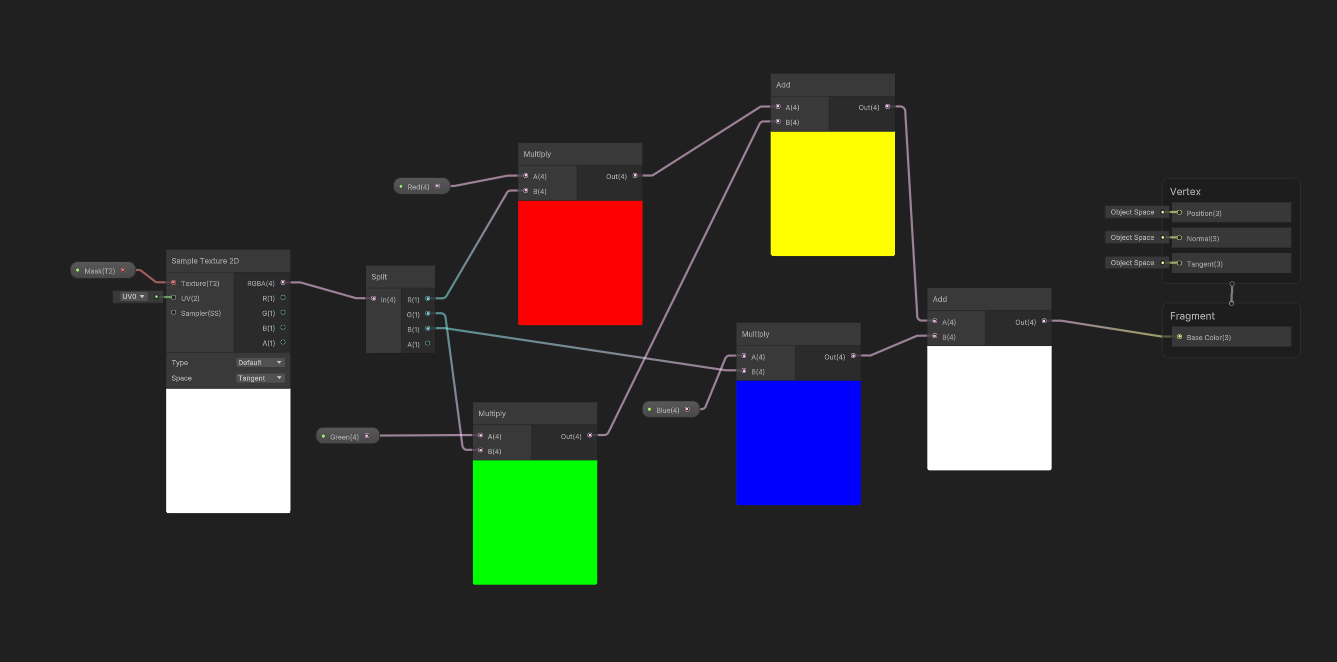 Add
A(4)
Out(4)
B(4)
Multiply
A(4)
Out(4)
B(4)
Red(4)
Vertex
Object Space
Position(3)
Object Space
Normal(3)
Object Space
Tangent(3)
Fragment
Base Color(3)
Sample Texture 2D
Mask(T2)
Texture(T2)
RGBA(4)
UV0
UV(2)
R(1)
Sampler(SS)
G(1)
B(1)
A(1)
Type
Default
Space
Tangent
Split
In(4)
R(1)
G(1)
B(1)
A(1)
Add
A(4)
Out(4)
B(4)
Multiply
A(4)
Out(4)
B(4)
Blue(4)
Multiply
Green(4)
A(4)
Out(4)
B(4)